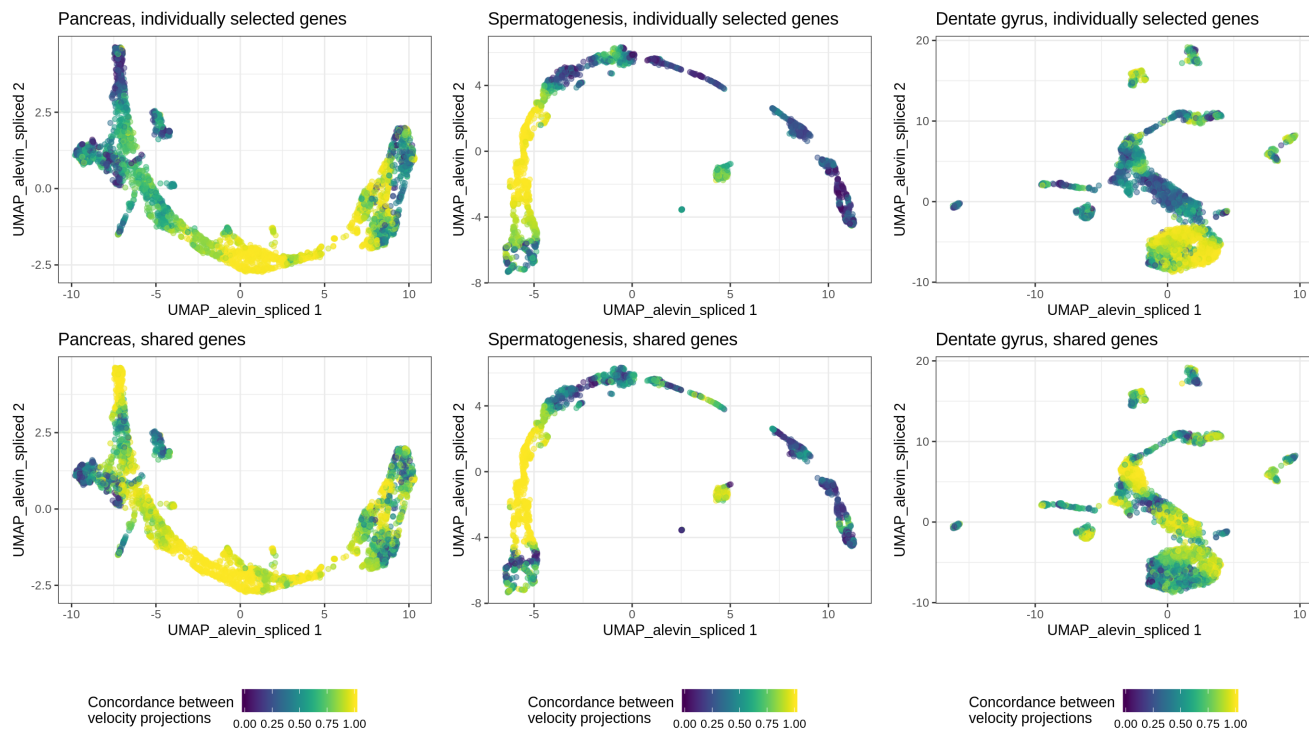 Pancreas, individually selected genes
Spermatogenesis, individually selected genes
Dentate gyrus, individually selected genes
UMAP_alevin_spliced 2
2.5
0.0
-2.5
-10
-5
0
5
10
UMAP_alevin_spliced 1
UMAP_alevin_spliced 2
4
0
-4
-8
-5
0
5
10
UMAP_alevin_spliced 1
UMAP_alevin_spliced 2
20
10
0
-10
-10
0
10
UMAP_alevin_spliced 1
Pancreas, shared genes
Spermatogenesis, shared genes
Dentate gyrus, shared genes
UMAP_alevin_spliced 2
2.5
0.0
-2.5
-10
-5
0
5
10
UMAP_alevin_spliced 1
UMAP_alevin_spliced 2
4
0
-4
-8
-5
0
5
10
UMAP_alevin_spliced 1
UMAP_alevin_spliced 2
20
10
0
-10
-10
0
10
UMAP_alevin_spliced 1
Concordance between
velocity projections
0.00 0.25 0.50 0.75 1.00
Concordance between
velocity projections
0.00 0.25 0.50 0.75 1.00
Concordance between
velocity projections
0.00 0.25 0.50 0.75 1.00